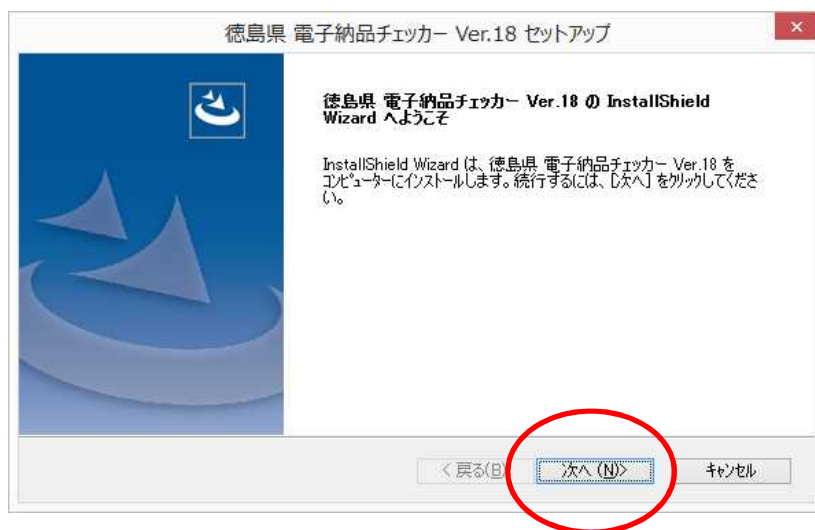 徳島県 電子納品チェッカー Ver.18 セットアップ
徳島県 電子納品チェッカー Ver.18 の InstallShield
Wizard へようこそ
InstallShield Wizard は、徳島県 電子納品チェッカー Ver.18 を
コンピューターにインストールします。続行するには、[次へ] をクリックしてくださ
い。
< 戻る(B)
次へ (N)>
キャンセル